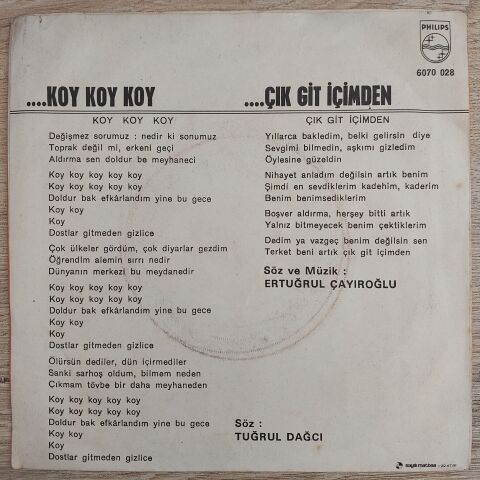 PHILIPS
6070 028
....KOY KOY KOY
KOY KOY KOY
Değişmez sorumuz : nedir ki sonumuz
Toprak değil mi, erkeni geçi
Aldırma sen doldur be meyhaneci
Koy koy koy koy koy
Koy koy koy koy koy
Doldur bak efkârlandım yine bu gece
Koy koy
Koy
Dostlar gitmeden gizlice
Çok ülkeler gördüm, çok diyarlar gezdim
Öğrendim alemin sırrı nedir
Dünyanın merkezi bu meydanedir
Koy koy koy koy koy
Koy koy koy koy koy
Doldur bak efkârlandım yine bu gece
Koy koy
Koy
Dostlar gitmeden gizlice
Ölürsün dediler, dün içirmediler
Sanki sarhoş oldum, bilmem neden
Çıkmam tövbe bir daha meyhaneden
Koy koy koy koy koy
Koy koy koy koy koy
Doldur bak efkârlandım yine bu gece
Koy koy
Koy
Dostlar gitmeden gizlice
....ÇIK GİT İÇİMDEN
ÇIK GİT İÇİMDEN
Yıllarca bakledim, belki gelirsin diye
Sevgimi bilmedin, aşkımı gizledim
Öylesine güzeldin
Nihayet anladım değilsin artık benim
Şimdi en sevdiklerim kadehim, kaderim
Benim benimsediklerim
Boşver aldırma, herşey bitti artık
Yalnız bitmeyecek benim çektiklerim
Dedim ya vazgeç benim değilsin sen
Terket beni artık çık git içimden
Söz ve Müzik :
ERTUĞRUL ÇAYIROĞLU
Söz :
TUĞRUL DAĞCI